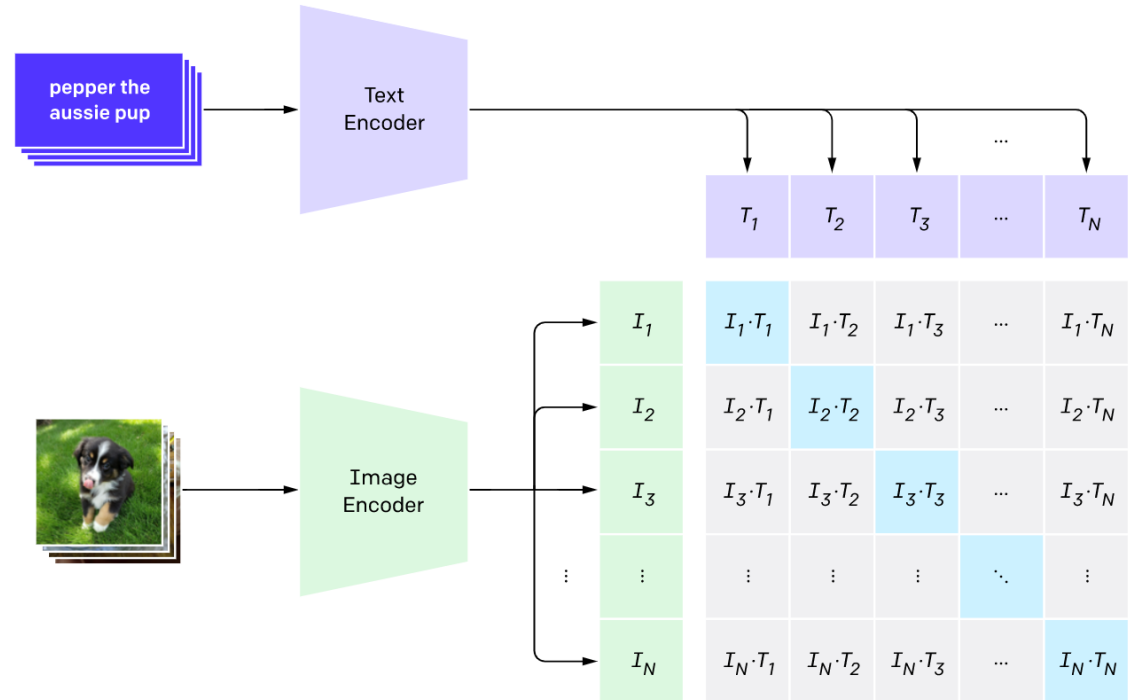 pepper the
aussie pup
Text
Encoder
...
T1 T2 T3 ... TN
I1 I1·T1 I1·T2 I1·T3 ... I1·TN
I2 I2·T1 I2·T2 I2·T3 ... I2·TN
Image
Encoder
I3 I3·T1 I3·T2 I3·T3 ... I3·TN
⋮ ⋮ ⋮ ⋮ ⋮ ⋱ ⋮
IN IN·T1 IN·T2 IN·T3 ... IN·TN